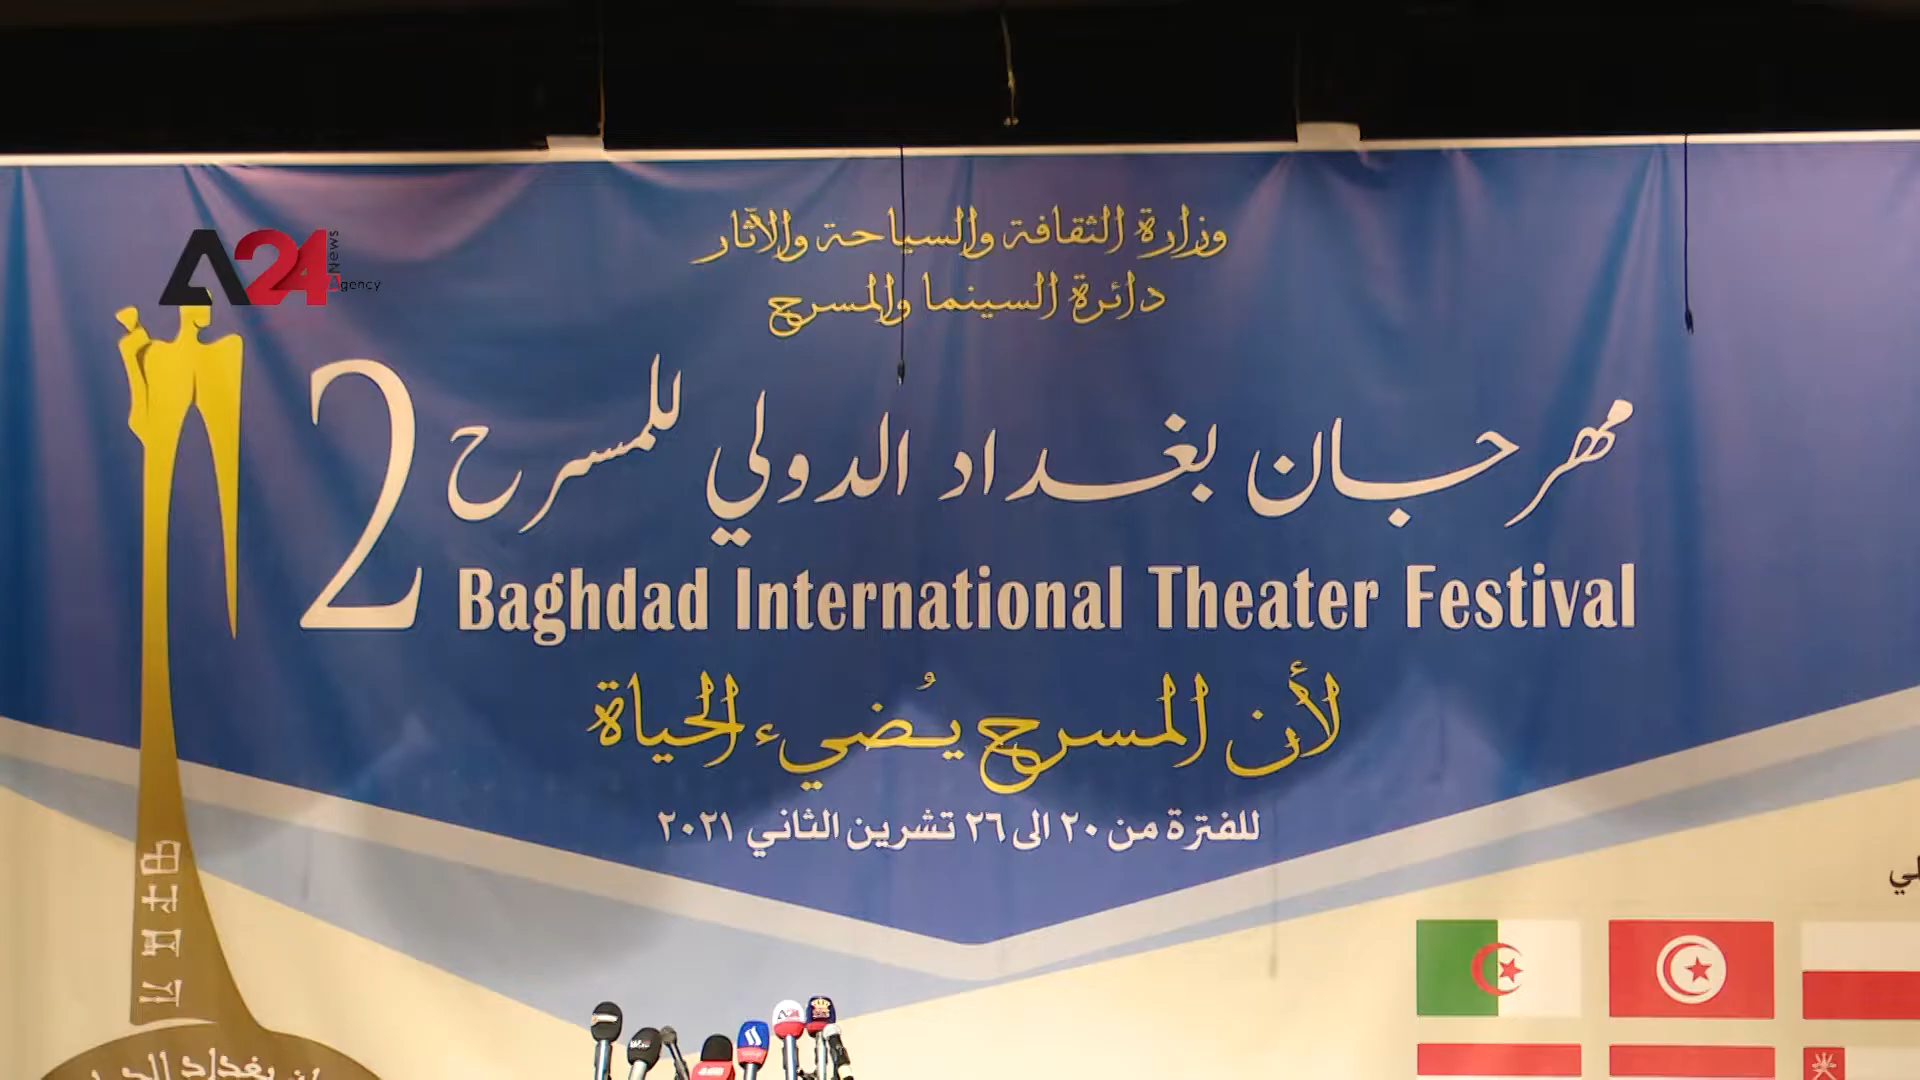 A24 News Agency
وزارة الثقافة والسياحة والآثار
دائرة السينما والمسرح
مهرجان بغداد الدولي للمسرح 2
Baghdad International Theater Festival
لأن المسرح يُضيء الحياة
للفترة من ٢٠ الى ٢٦ تشرين الثاني ٢٠٢١
A24